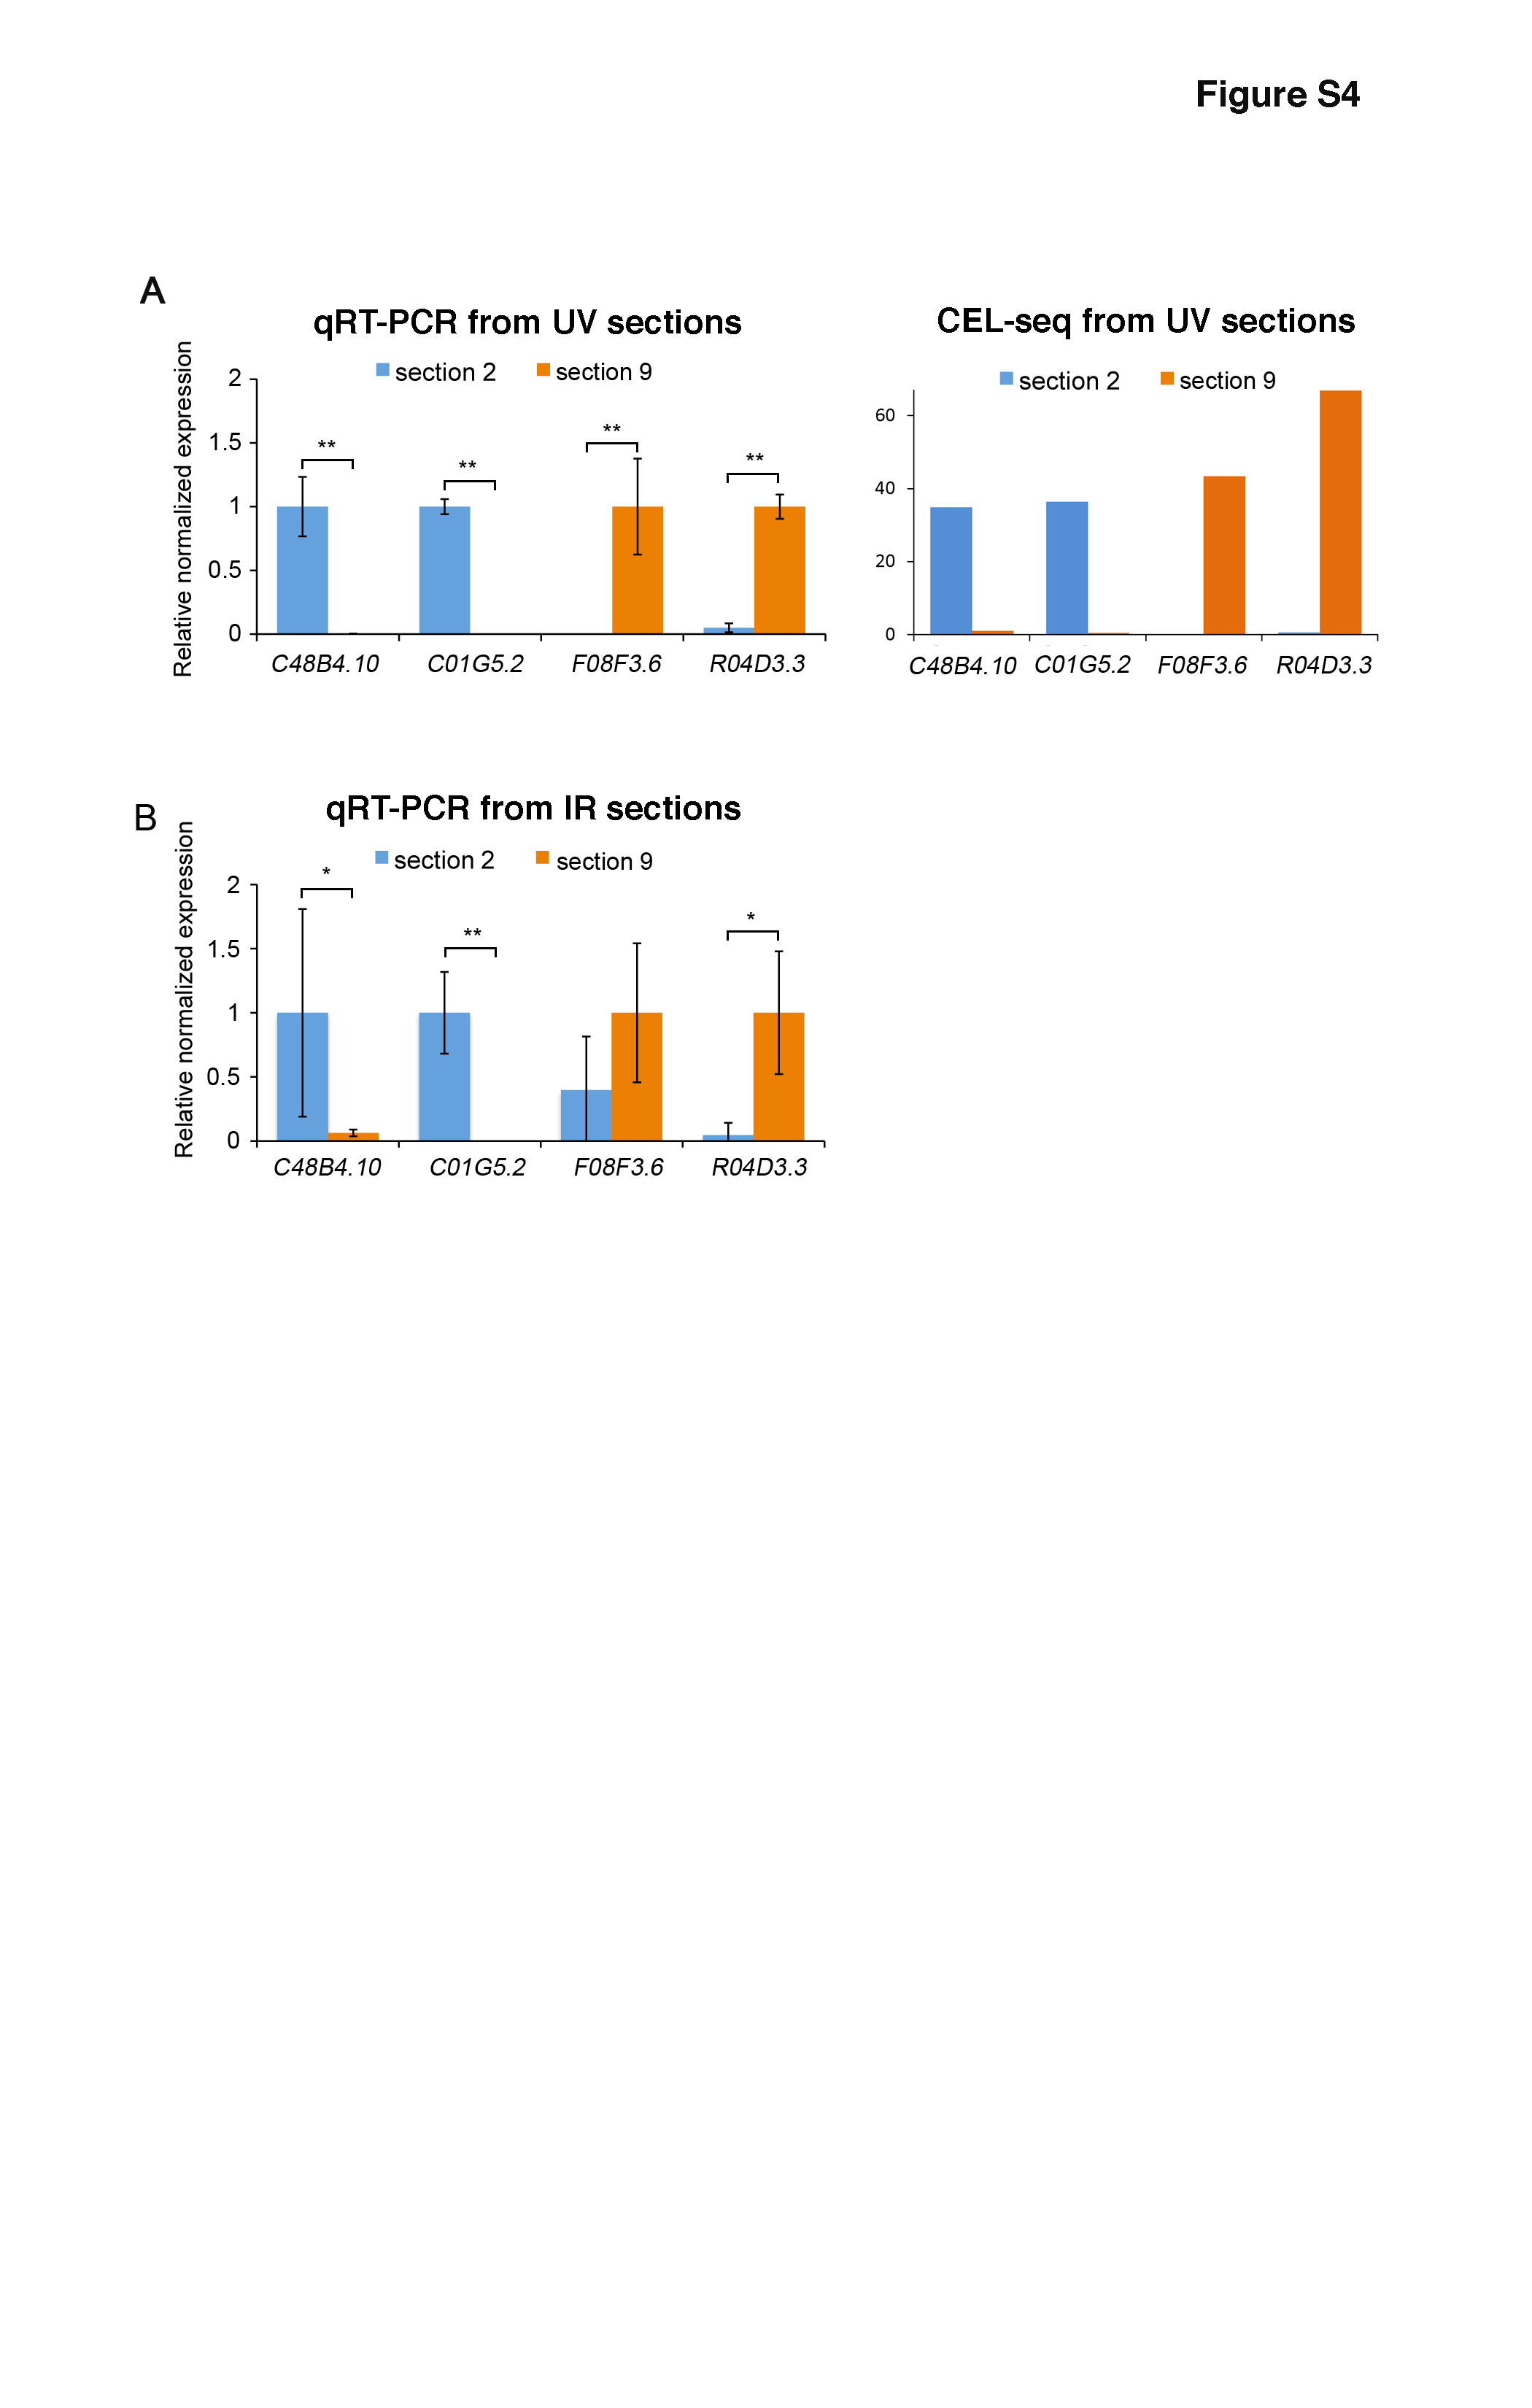 Figure S4
A
qRT-PCR from UV sections
section 2 section 9
Relative normalized expression
2
1.5
1
0.5
0
** ** ** **
C48B4.10 C01G5.2 F08F3.6 R04D3.3
CEL-seq from UV sections
section 2 section 9
60
40
20
0
C48B4.10 C01G5.2 F08F3.6 R04D3.3
B
qRT-PCR from IR sections
section 2 section 9
Relative normalized expression
2
1.5
1
0.5
0
* ** *
C48B4.10 C01G5.2 F08F3.6 R04D3.3